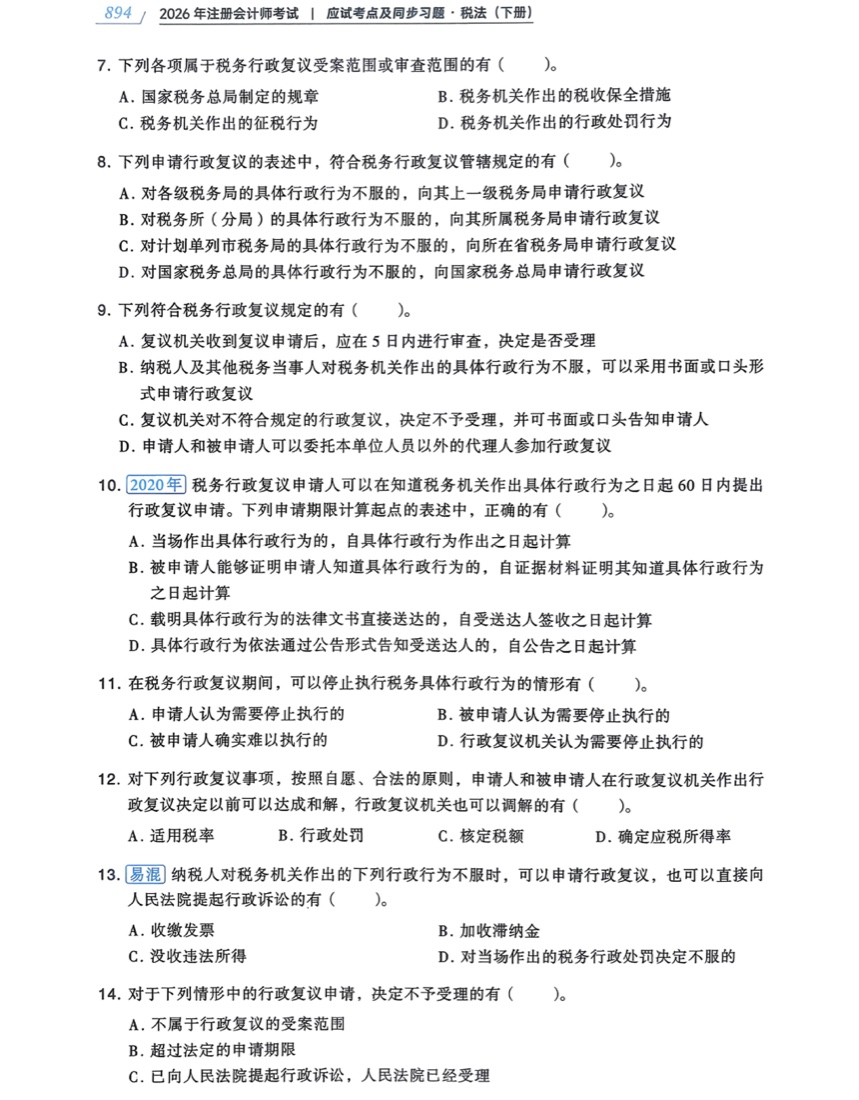 894 / 2026 年注册会计师考试 | 应试考点及同步习题·税法（下册）
7. 下列各项属于税务行政复议受案范围或审查范围的有（　　）。
A. 国家税务总局制定的规章　　B. 税务机关作出的税收保全措施
C. 税务机关作出的征税行为　　D. 税务机关作出的行政处罚行为
8. 下列申请行政复议的表述中，符合税务行政复议管辖规定的有（　　）。
A. 对各级税务局的具体行政行为不服的，向其上一级税务局申请行政复议
B. 对税务所（分局）的具体行政行为不服的，向其所属税务局申请行政复议
C. 对计划单列市税务局的具体行政行为不服的，向所在省税务局申请行政复议
D. 对国家税务总局的具体行政行为不服的，向国家税务总局申请行政复议
9. 下列符合税务行政复议规定的有（　　）。
A. 复议机关收到复议申请后，应在 5 日内进行审查，决定是否受理
B. 纳税人及其他税务当事人对税务机关作出的具体行政行为不服，可以采用书面或口头形
式申请行政复议
C. 复议机关对不符合规定的行政复议，决定不予受理，并可书面或口头告知申请人
D. 申请人和被申请人可以委托本单位人员以外的代理人参加行政复议
10. 2020 年 税务行政复议申请人可以在知道税务机关作出具体行政行为之日起 60 日内提出
行政复议申请。下列申请期限计算起点的表述中，正确的有（　　）。
A. 当场作出具体行政行为的，自具体行政行为作出之日起计算
B. 被申请人能够证明申请人知道具体行政行为的，自证据材料证明其知道具体行政行为
之日起计算
C. 载明具体行政行为的法律文书直接送达的，自受送达人签收之日起计算
D. 具体行政行为依法通过公告形式告知受送达人的，自公告之日起计算
11. 在税务行政复议期间，可以停止执行税务具体行政行为的情形有（　　）。
A. 申请人认为需要停止执行的　　B. 被申请人认为需要停止执行的
C. 被申请人确实难以执行的　　D. 行政复议机关认为需要停止执行的
12. 对下列行政复议事项，按照自愿、合法的原则，申请人和被申请人在行政复议机关作出行
政复议决定以前可以达成和解，行政复议机关也可以调解的有（　　）。
A. 适用税率　　B. 行政处罚　　C. 核定税额　　D. 确定应税所得率
13. 易混 纳税人对税务机关作出的下列行政行为不服时，可以申请行政复议，也可以直接向
人民法院提起行政诉讼的有（　　）。
A. 收缴发票　　B. 加收滞纳金
C. 没收违法所得　　D. 对当场作出的税务行政处罚决定不服的
14. 对于下列情形中的行政复议申请，决定不予受理的有（　　）。
A. 不属于行政复议的受案范围
B. 超过法定的申请期限
C. 已向人民法院提起行政诉讼，人民法院已经受理